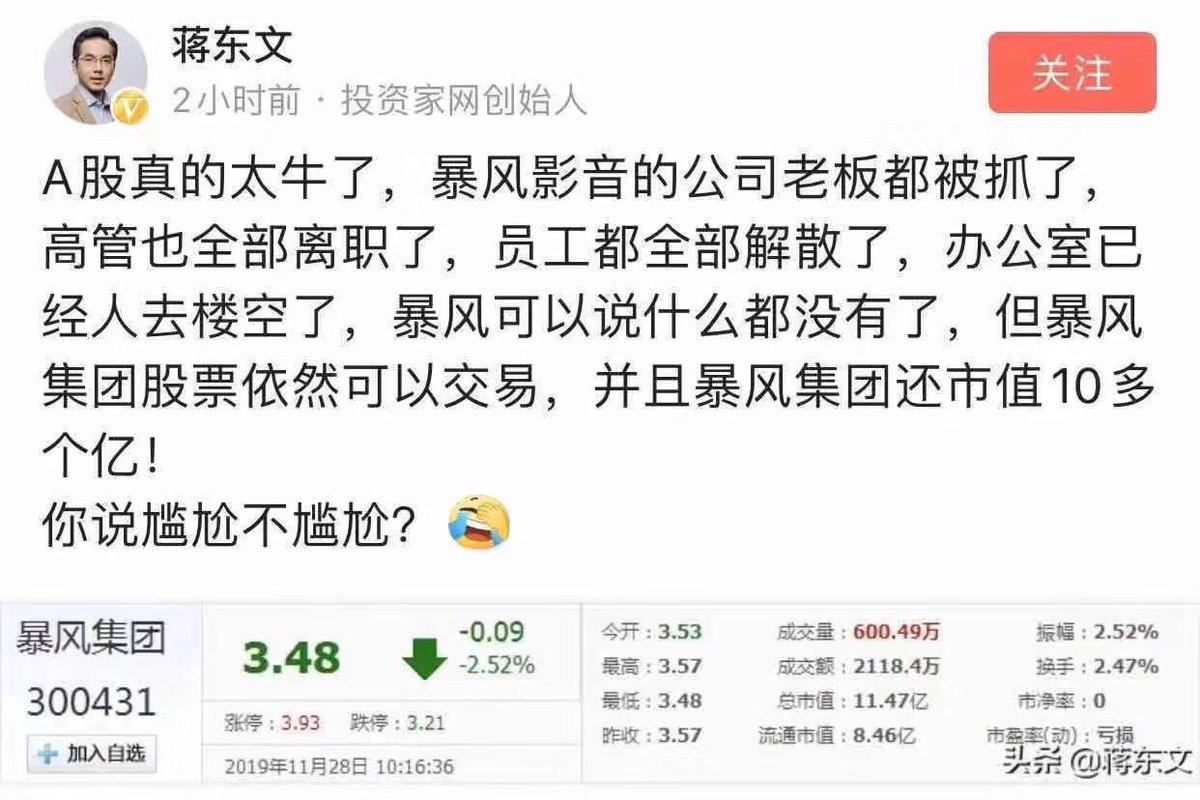 蒋东文
2小时前 · 投资家网创始人
关注
A股真的太牛了，暴风影音的公司老板都被抓了，
高管也全部离职了，员工都全部解散了，办公室已
经人去楼空了，暴风可以说什么都没有了，但暴风
集团股票依然可以交易，并且暴风集团还市值10多
个亿！
你说尴尬不尴尬？😂
暴风集团
300431
加入自选
3.48
-0.09
-2.52%
涨停：3.93 跌停：3.21
2019年11月28日 10:16:36
今开：3.53 成交量：600.49万 振幅：2.52%
最高：3.57 成交额：2118.4万 换手：2.47%
最低：3.48 总市值：11.47亿 市净率：0
昨收：3.57 流通市值：8.46亿 市盈率(动)：亏损
头条 @蒋东文